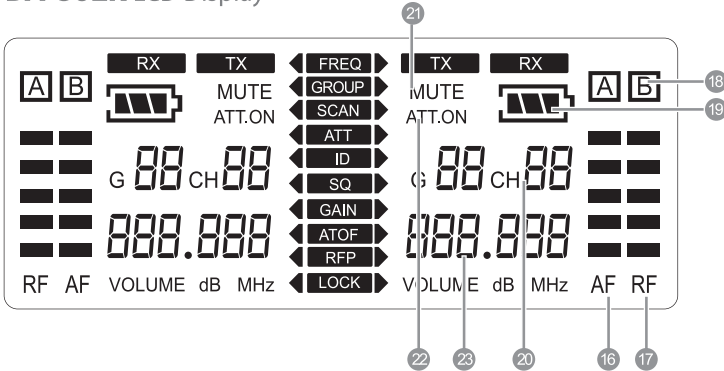 Display
21
RX TX FREQ TX RX
A B MUTE GROUP MUTE A B 18
ATT.ON SCAN ATT.ON 19
ATT
G 88 CH 88 ID G 88 CH 88
SQ
GAIN
888.888 ATOF 888.888
RFP
RF AF VOLUME dB MHz LOCK VOLUME dB MHz AF RF
22 23 20 16 17